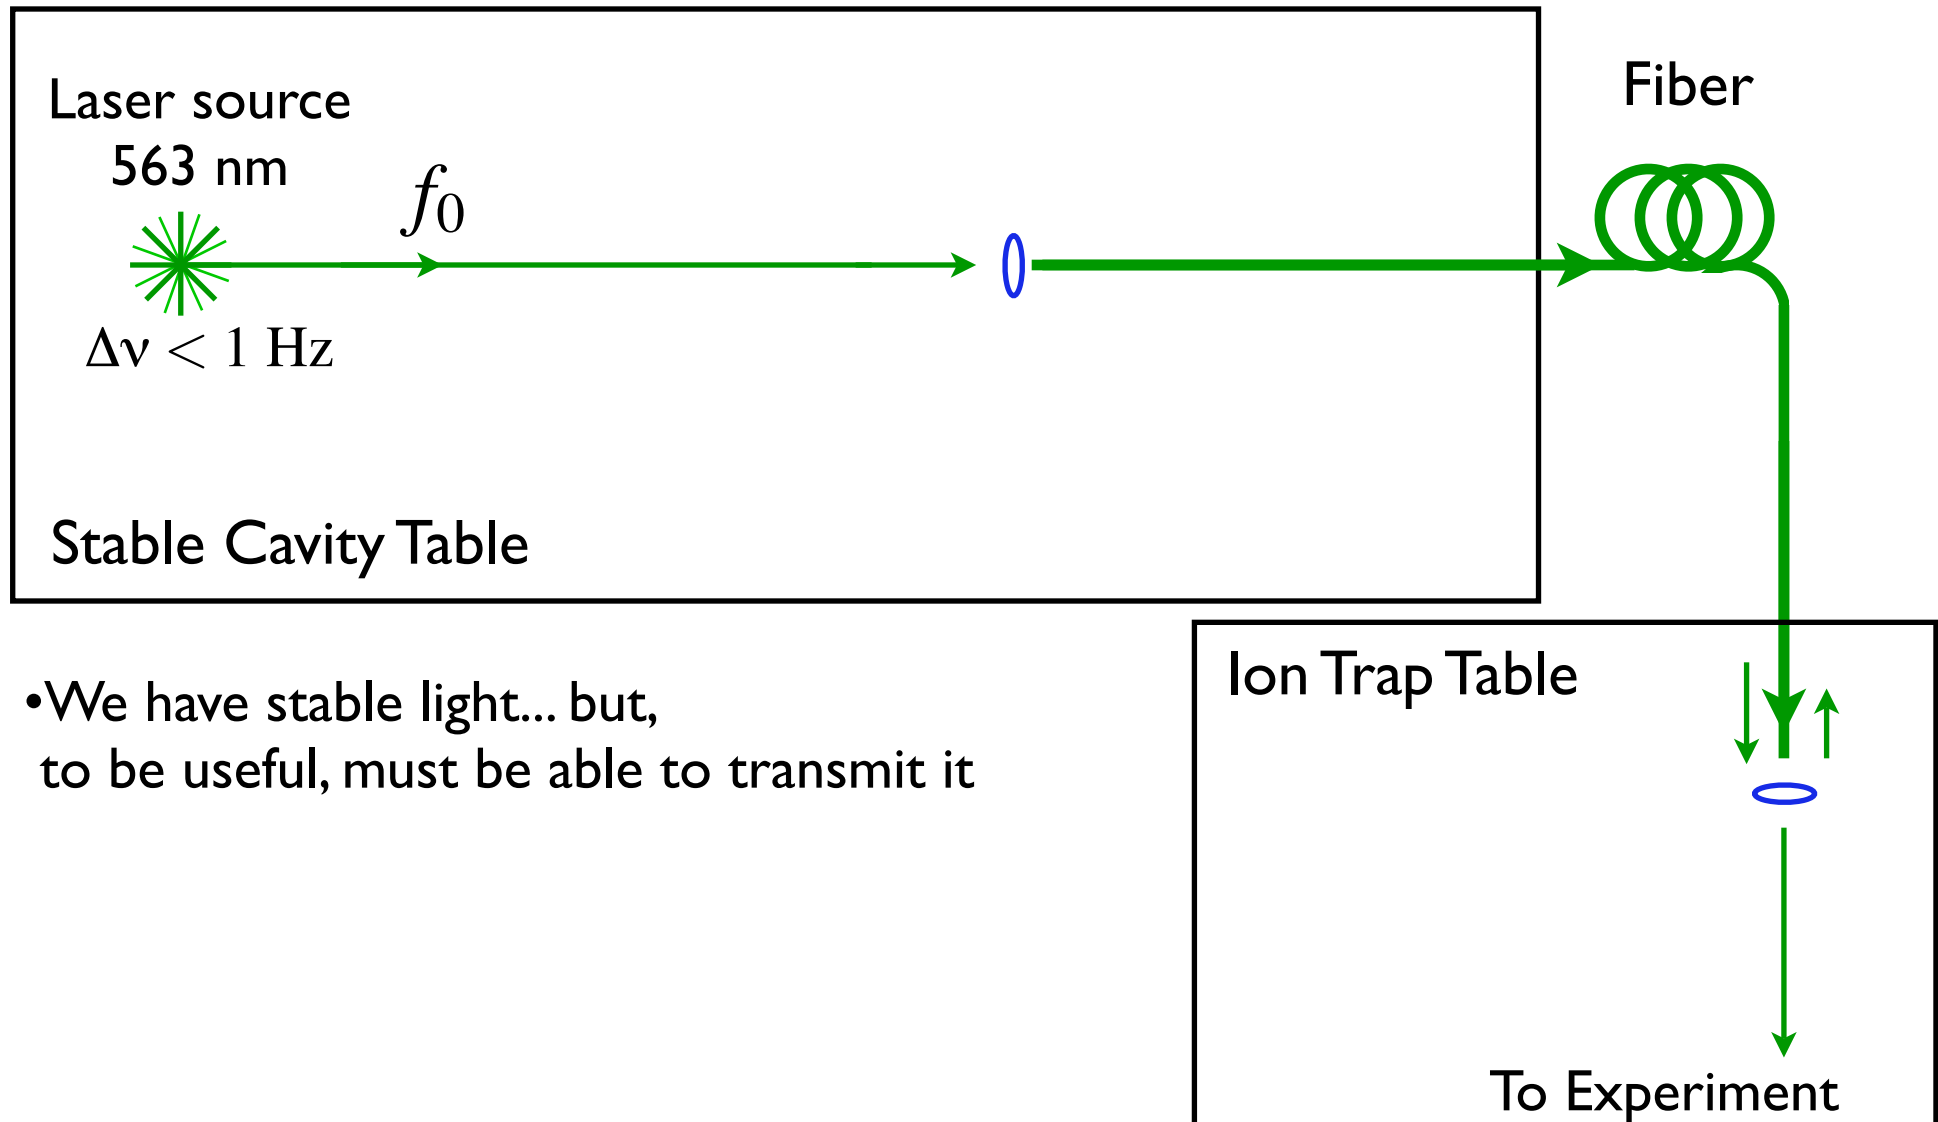 Laser source
563 nm
f₀
Δν < 1 Hz
Stable Cavity Table
Fiber
•We have stable light... but,
to be useful, must be able to transmit it
Ion Trap Table
To Experiment